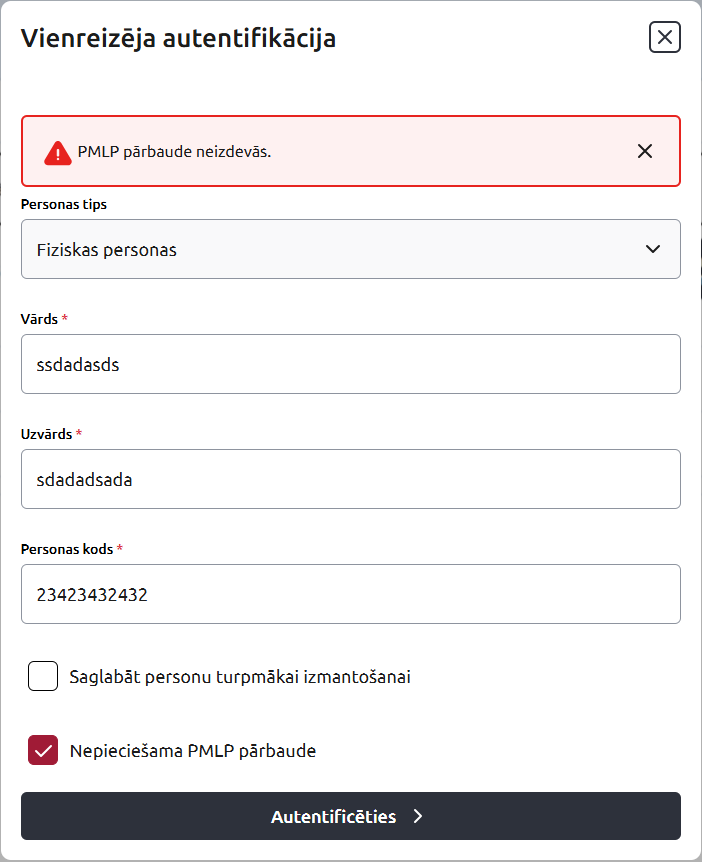 Vienreizēja autentifikācija
PMLP pārbaude neizdevās.
Personas tips
Fiziskas personas
Vārds *
ssdadasds
Uzvārds *
sdadadsada
Personas kods *
23423432432
Saglabāt personu turpmākai izmantošanai
Nepieciešama PMLP pārbaude
Autentificēties